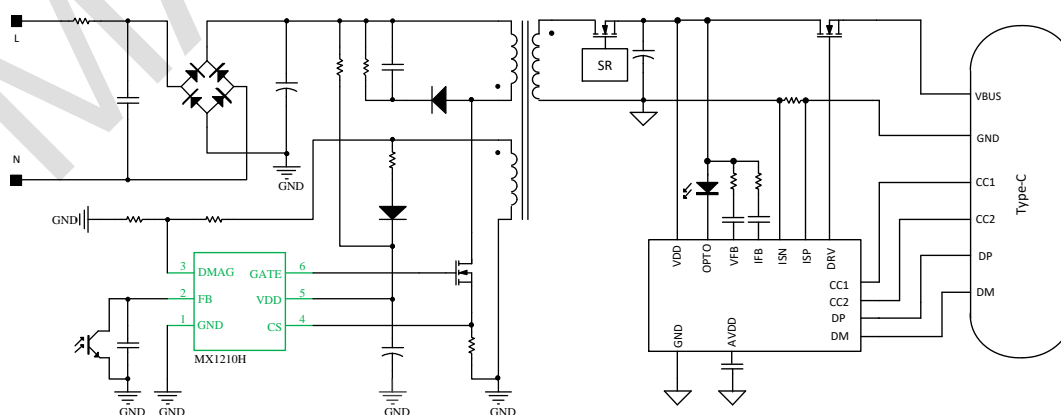 L
N
SR
VBUS
GND
CC1
CC2
DP
DM
Type-C
GND
GND
3 DMAG GATE 6
2 FB VDD 5
1 GND CS 4
MX1210H
GND
GND
GND
GND
VDD
OPTO
VFB
IFB
ISN
ISP
DRV
CC1
CC2
DP
DM
GND
AVDD